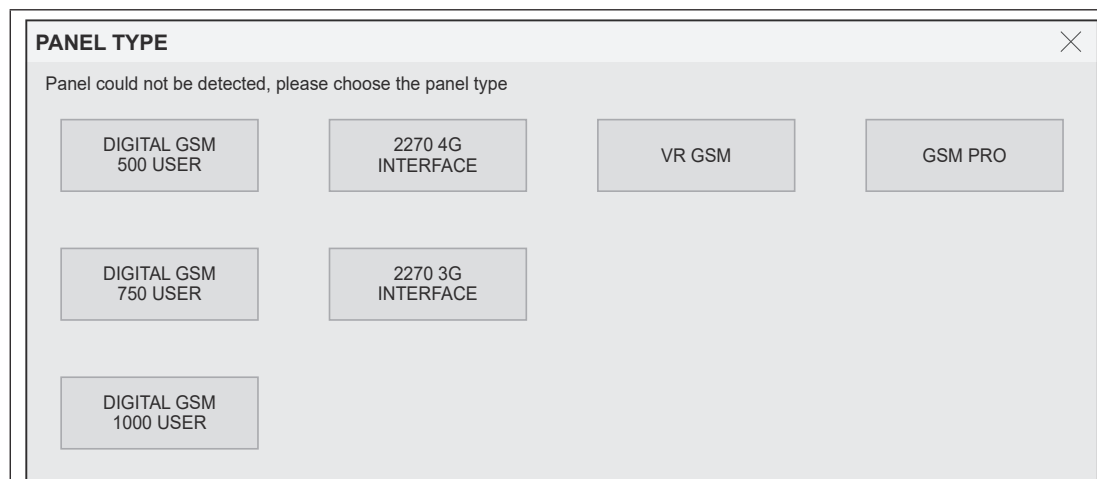 PANEL TYPE
Panel could not be detected, please choose the panel type
DIGITAL GSM
500 USER
2270 4G
INTERFACE
VR GSM
GSM PRO
DIGITAL GSM
750 USER
2270 3G
INTERFACE
DIGITAL GSM
1000 USER